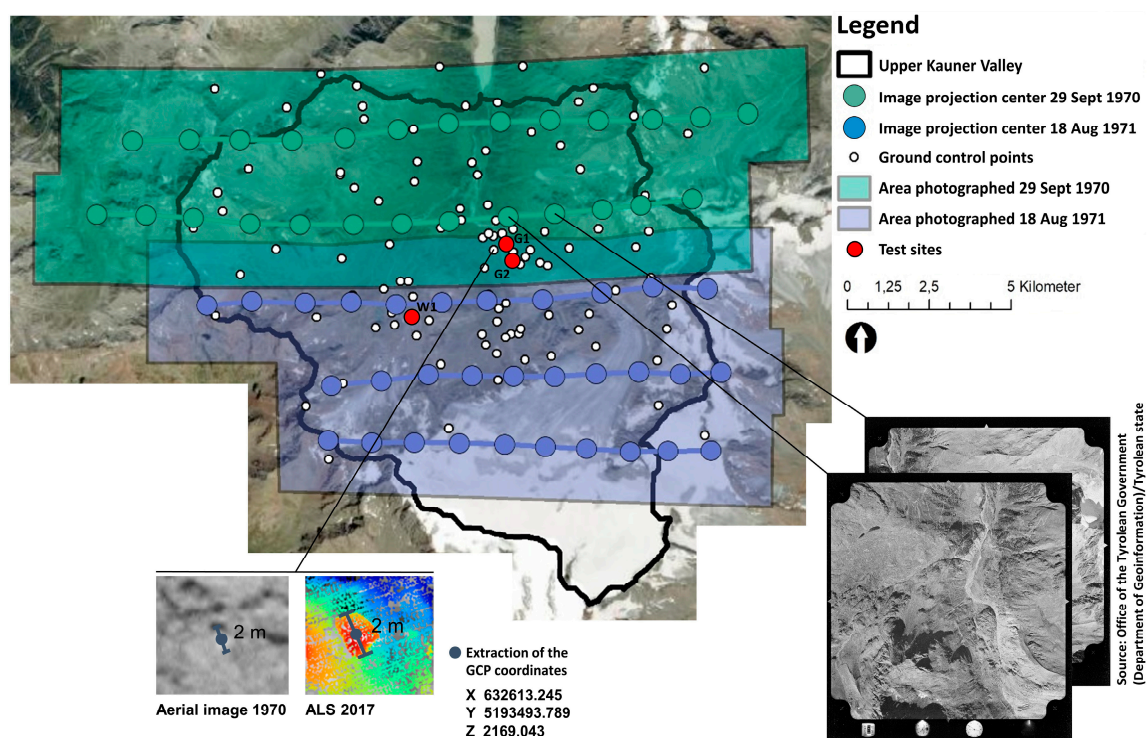 Legend
Upper Kauner Valley
Image projection center 29 Sept 1970
Image projection center 18 Aug 1971
Ground control points
Area photographed 29 Sept 1970
Area photographed 18 Aug 1971
Test sites
0 1,25 2,5 5 Kilometer
G1
G2
W1
2 m
2 m
Aerial image 1970
ALS 2017
Extraction of the
GCP coordinates
X 632613.245
Y 5193493.789
Z 2169.043
Source: Office of the Tyrolean Government
(Department of Geoinformation)/Tyrolean state